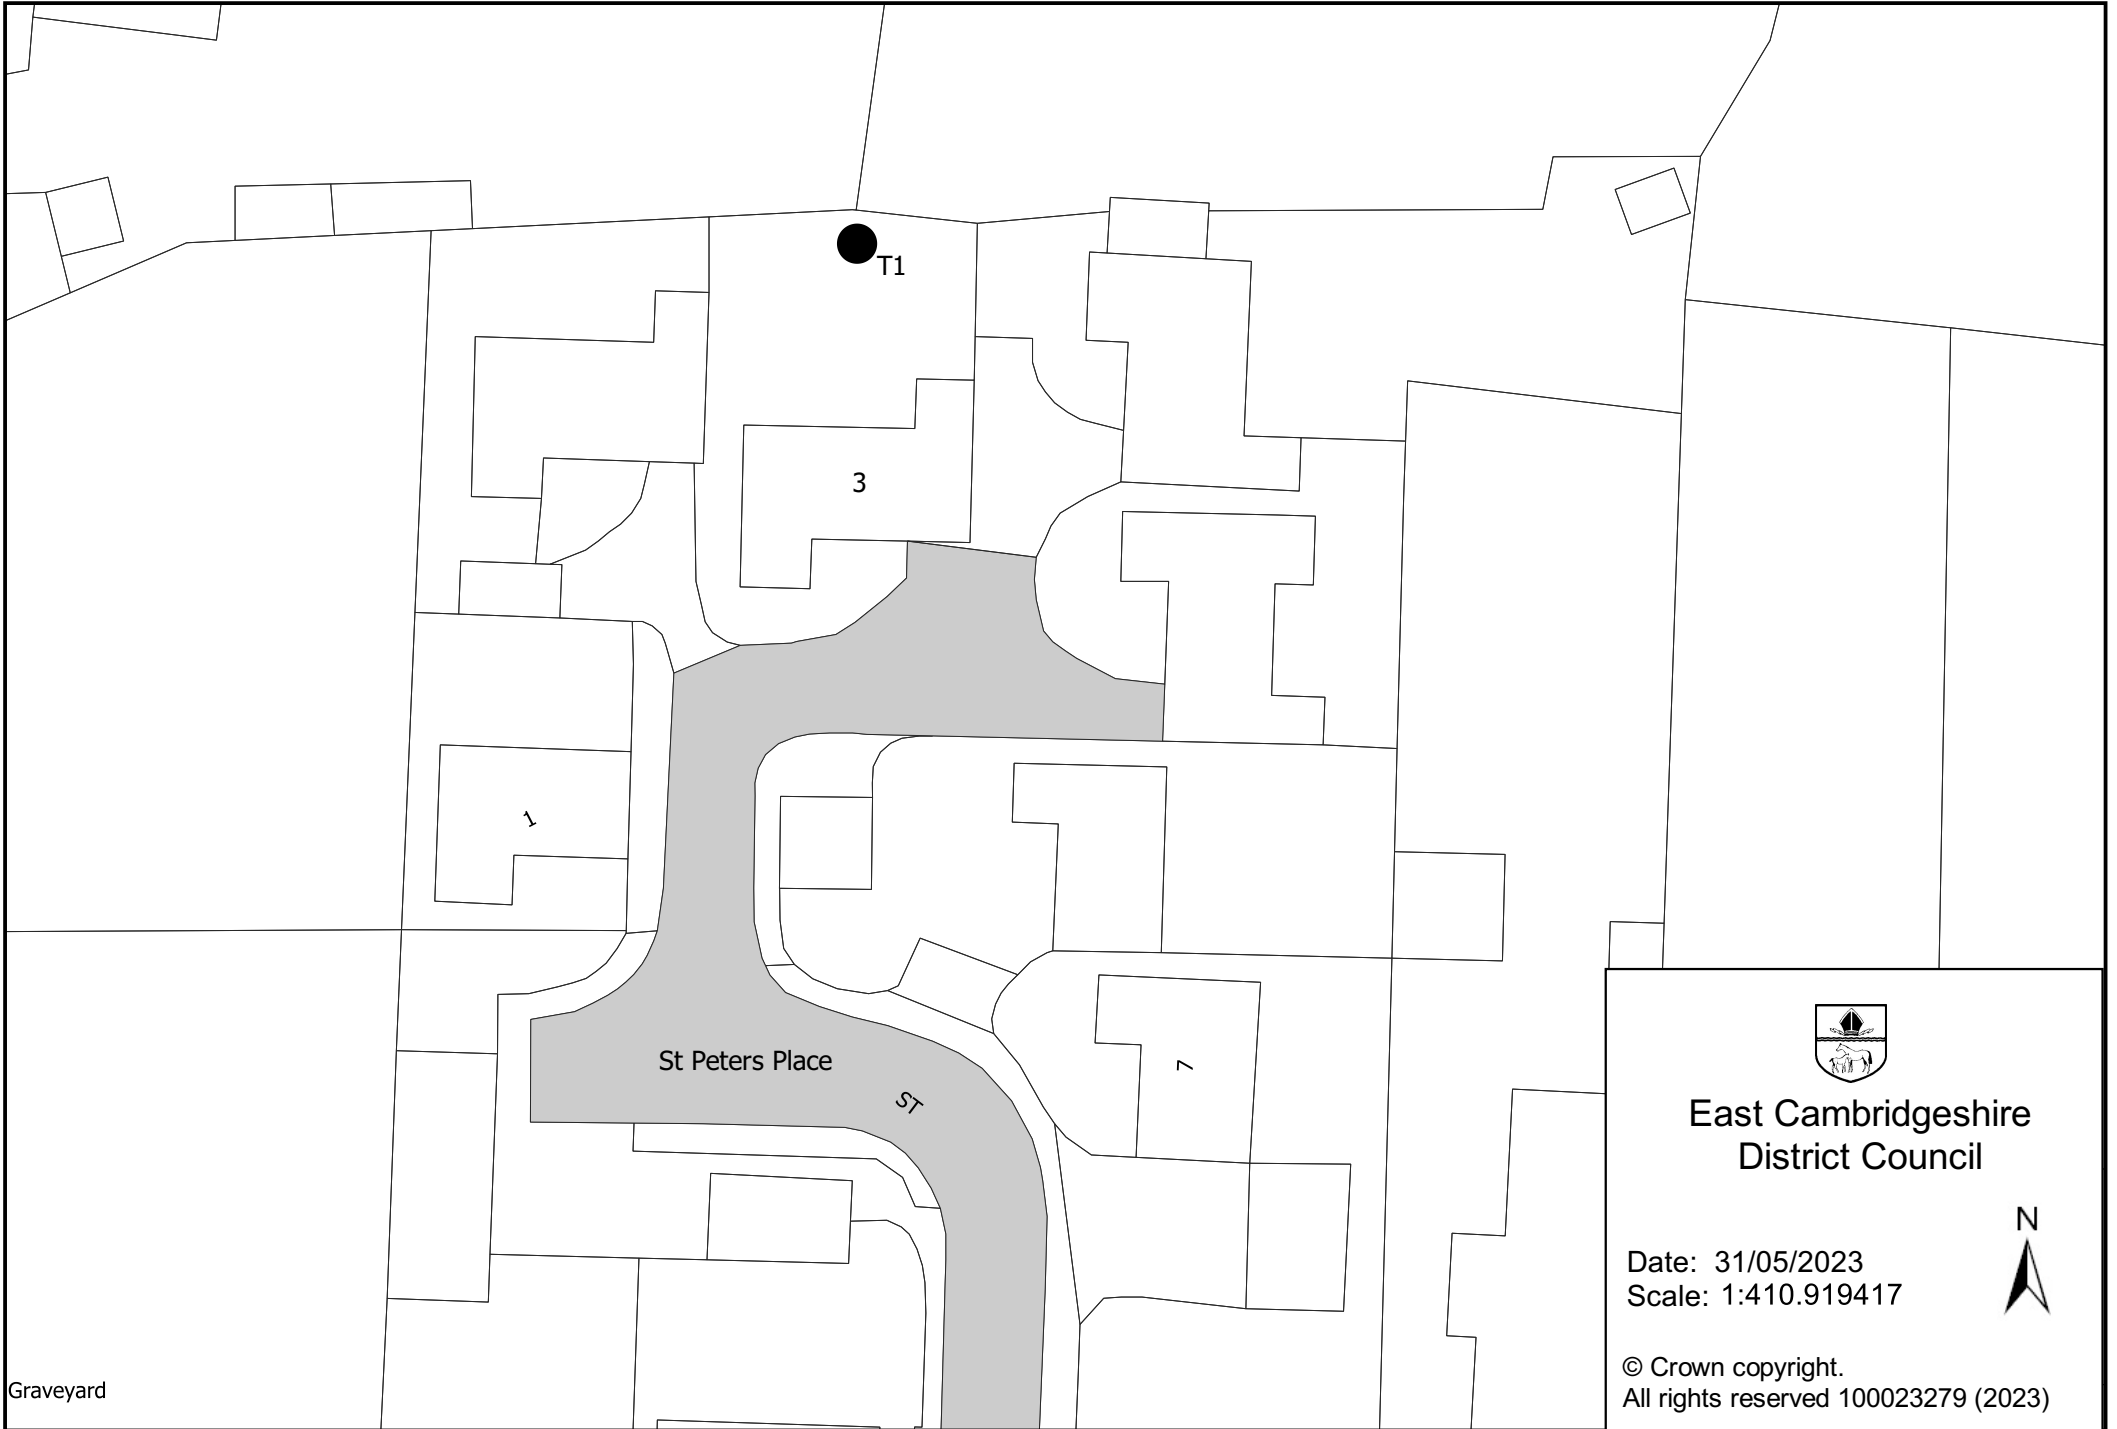 T1
3
1
St Peters Place
ST
7
Graveyard
East Cambridgeshire
District Council
N
Date: 31/05/2023
Scale: 1:410.919417
© Crown copyright.
All rights reserved 100023279 (2023)